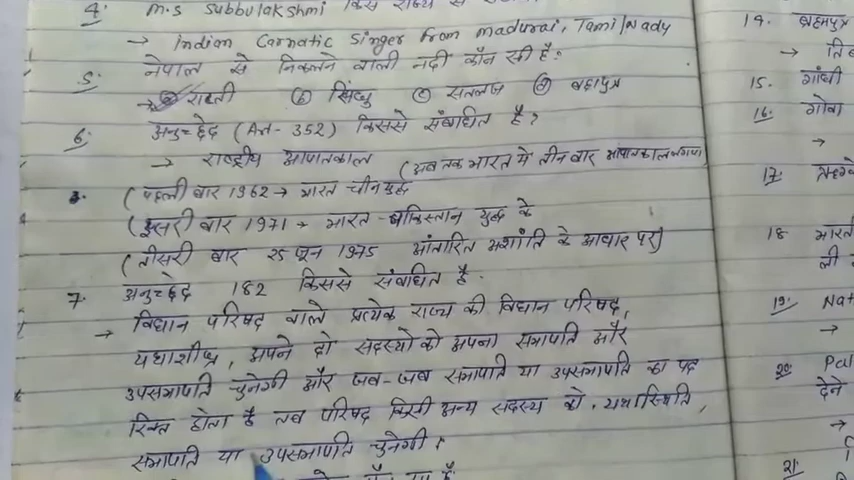 4. M.S Subbulakshmi किस राज्य से
→ Indian Carnatic Singer from Madurai, Tami/Nady
5. नेपाल से निकलने वाली नदी कौन सी है?
राप्ती (b) सिंधु (c) सतलज (d) ब्रह्मपुत्र
6. अनुच्छेद (Art- 352) किससे संबंधित है?
→ राष्ट्रीय आपातकाल (अब तक भारत मे तीन बार आपातकाल लगा
(पहली बार 1962 → भारत चीन युद्ध
(दूसरी बार 1971 → भारत - पाकिस्तान युद्ध के
(तीसरी बार 25 जून 1975 आंतरित अशांति के आधार पर)
7. अनुच्छेद 182 किससे संबंधित है.
→ विधान परिषद वाले प्रत्येक राज्य की विधान परिषद,
यथाशीघ्र, अपने दो सदस्यो को अपना सभापति और
उपसभापति चुनेगी और जब-जब सभापति या उपसभापति का पद
रिक्त होता है तब परिषद किसी अन्य सदस्य को, यथास्थिति,
सभापति या उपसभापति चुनेगी।
19. ब्रह्मपुत्र
→ ति
15. गांधी
16. गोवा
→
17.
18 भारत
ली
19. Nat
→
20. Pal
देने
→
21.